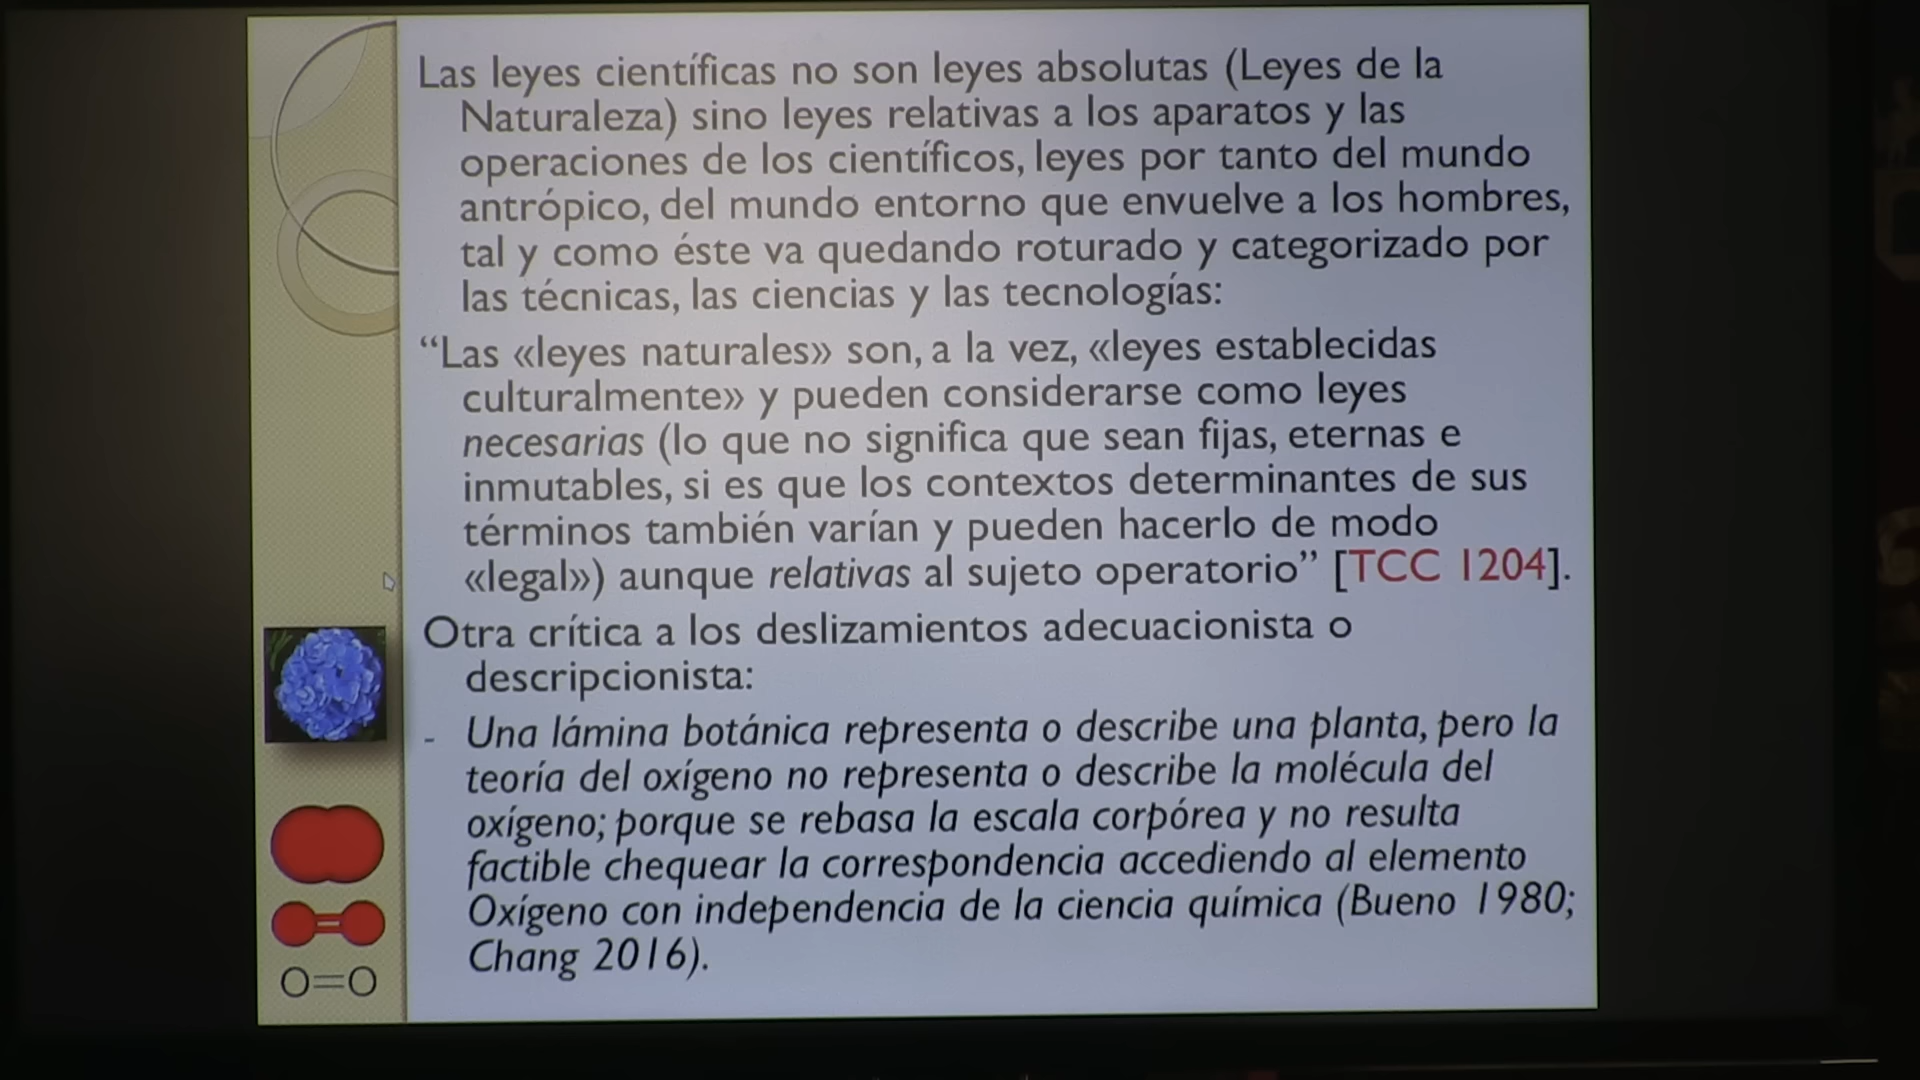 Las leyes científicas no son leyes absolutas (Leyes de la
Naturaleza) sino leyes relativas a los aparatos y las
operaciones de los científicos, leyes por tanto del mundo
antrópico, del mundo entorno que envuelve a los hombres,
tal y como éste va quedando roturado y categorizado por
las técnicas, las ciencias y las tecnologías:
“Las «leyes naturales» son, a la vez, «leyes establecidas
culturalmente» y pueden considerarse como leyes
necesarias (lo que no significa que sean fijas, eternas e
inmutables, si es que los contextos determinantes de sus
términos también varían y pueden hacerlo de modo
«legal») aunque relativas al sujeto operatorio” [TCC 1204].
Otra crítica a los deslizamientos adecuacionista o
descripcionista:
- Una lámina botánica representa o describe una planta, pero la
teoría del oxígeno no representa o describe la molécula del
oxígeno; porque se rebasa la escala corpórea y no resulta
factible chequear la correspondencia accediendo al elemento
Oxígeno con independencia de la ciencia química (Bueno 1980;
Chang 2016).
O=O